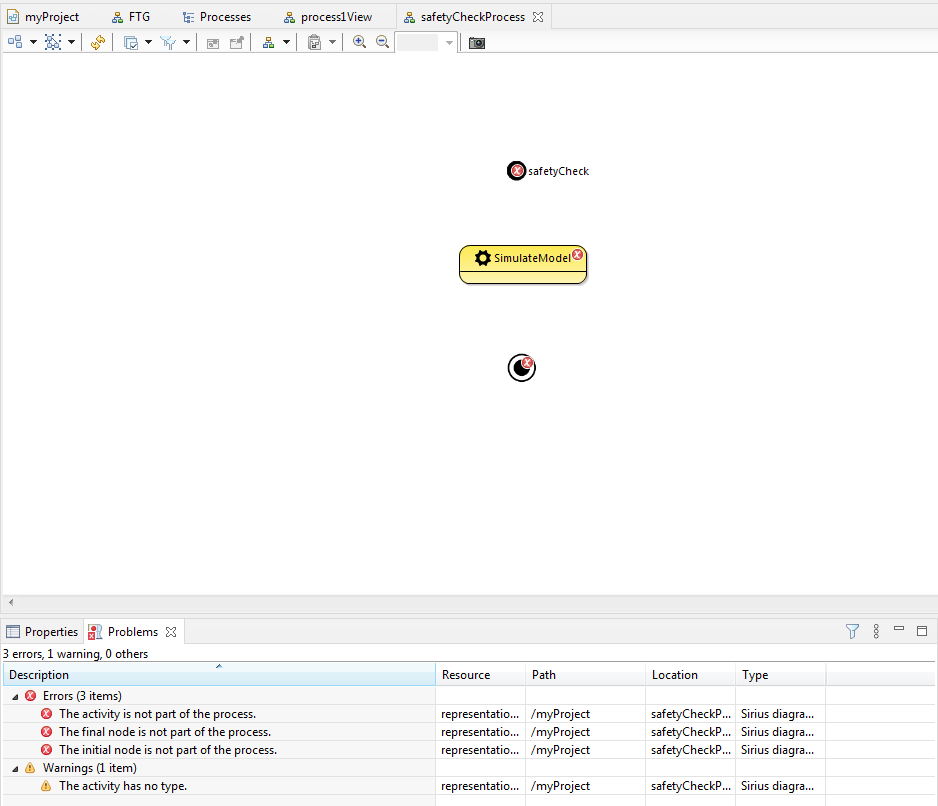 myProject FTG Processes process1View safetyCheckProcess
safetyCheck
SimulateModel
Properties Problems
3 errors, 1 warning, 0 others
Description Resource Path Location Type
Errors (3 items)
The activity is not part of the process. representatio... /myProject safetyCheckP... Sirius diagra...
The final node is not part of the process. representatio... /myProject safetyCheckP... Sirius diagra...
The initial node is not part of the process. representatio... /myProject safetyCheckP... Sirius diagra...
Warnings (1 item)
The activity has no type. representatio... /myProject safetyCheckP... Sirius diagra...